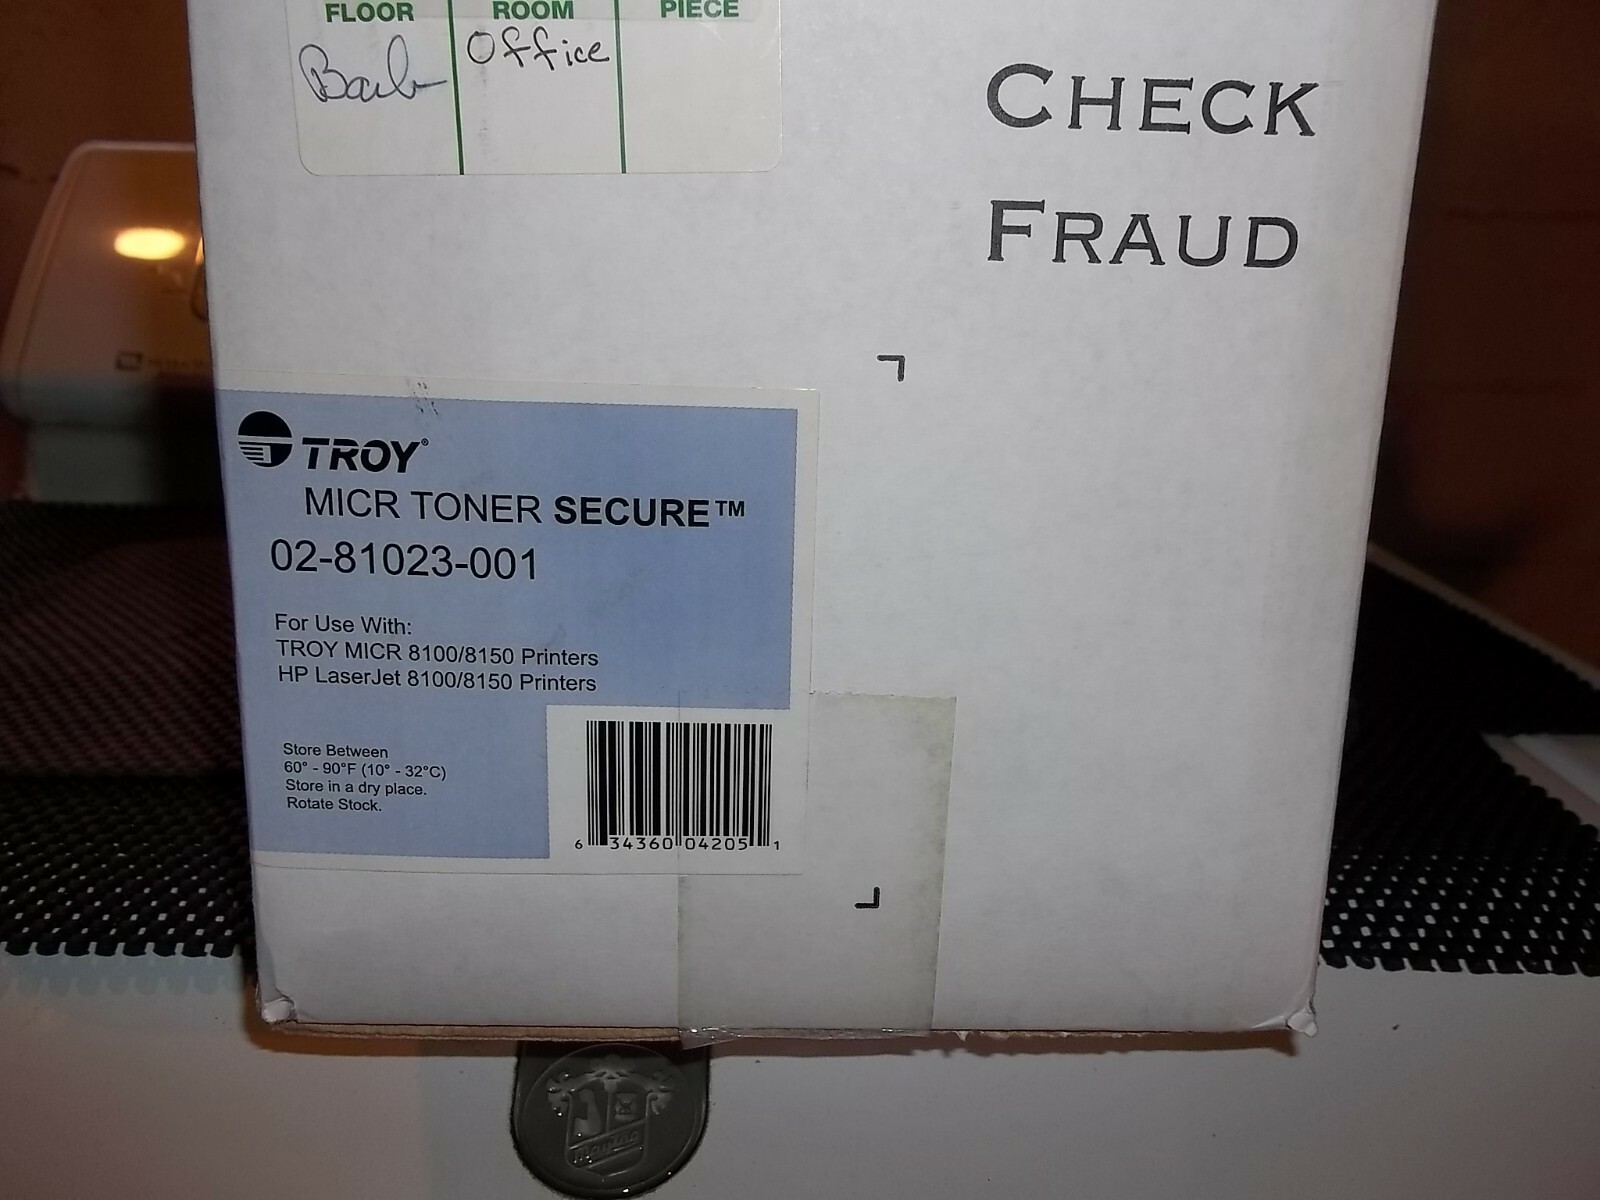 FLOOR ROOM PIECE
Barb Office
CHECK
FRAUD
TROY®
MICR TONER SECURE™
02-81023-001
For Use With:
TROY MICR 8100/8150 Printers
HP LaserJet 8100/8150 Printers
Store Between
60° - 90°F (10° - 32°C)
Store in a dry place.
Rotate Stock.
6 34360 04205 1
MAYTAG